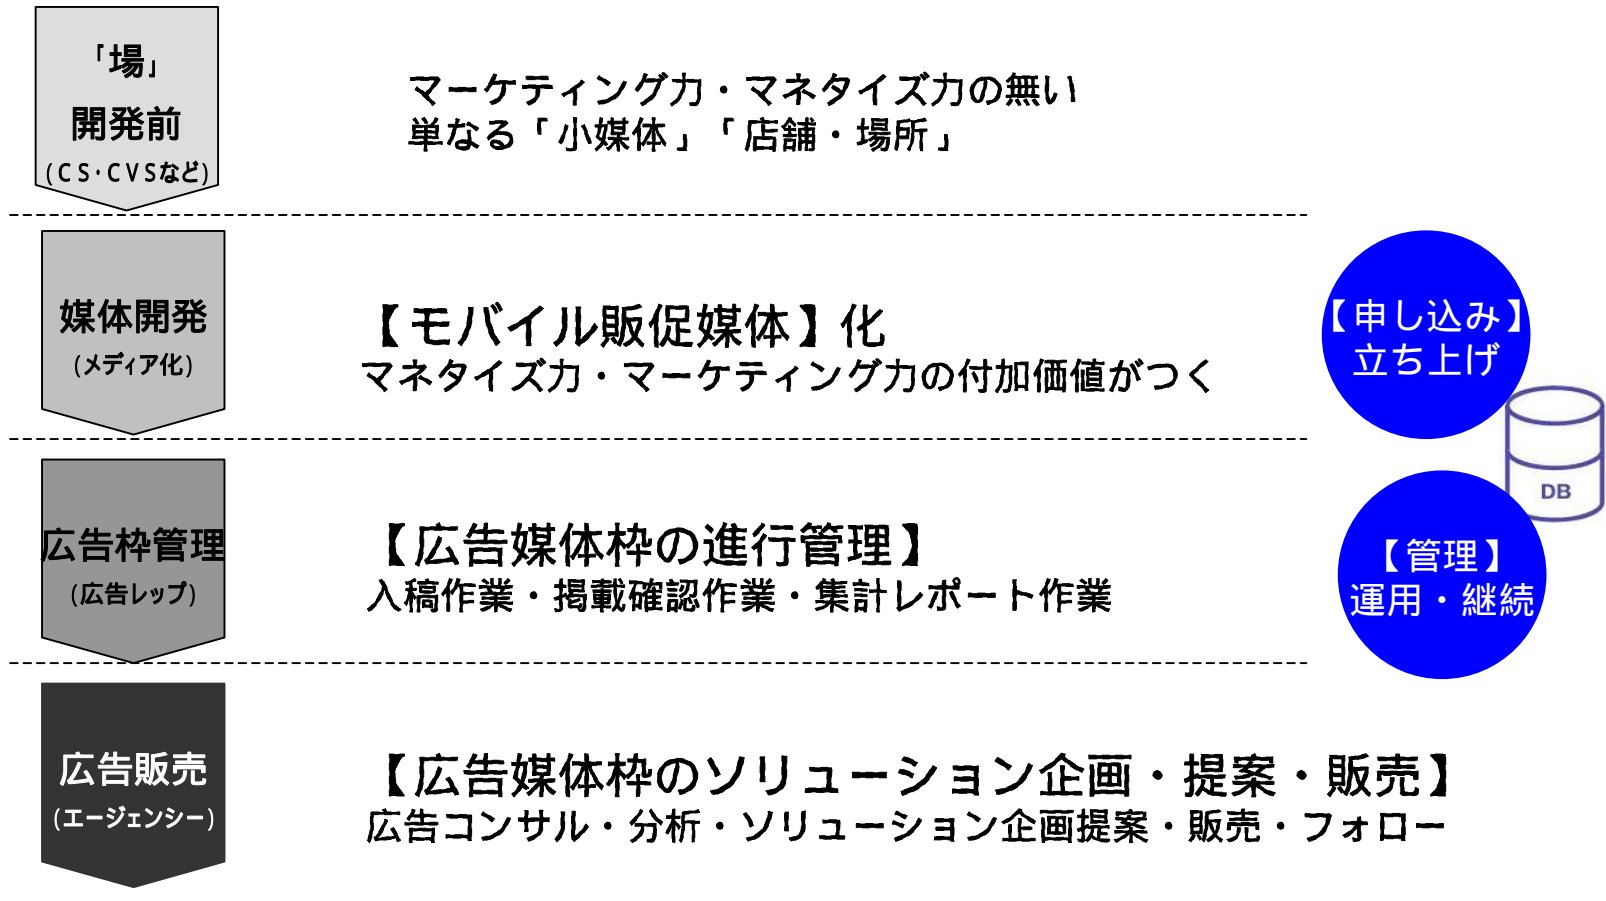 「場」
開発前
(ＣＳ・ＣＶＳなど)
マーケティング力・マネタイズ力の無い
単なる「小媒体」「店舗・場所」
媒体開発
(メディア化)
【モバイル販促媒体】化
マネタイズ力・マーケティング力の付加価値がつく
【申し込み】
立ち上げ
DB
広告枠管理
(広告レップ)
【広告媒体枠の進行管理】
入稿作業・掲載確認作業・集計レポート作業
【管理】
運用・継続
広告販売
(エージェンシー)
【広告媒体枠のソリューション企画・提案・販売】
広告コンサル・分析・ソリューション企画提案・販売・フォロー